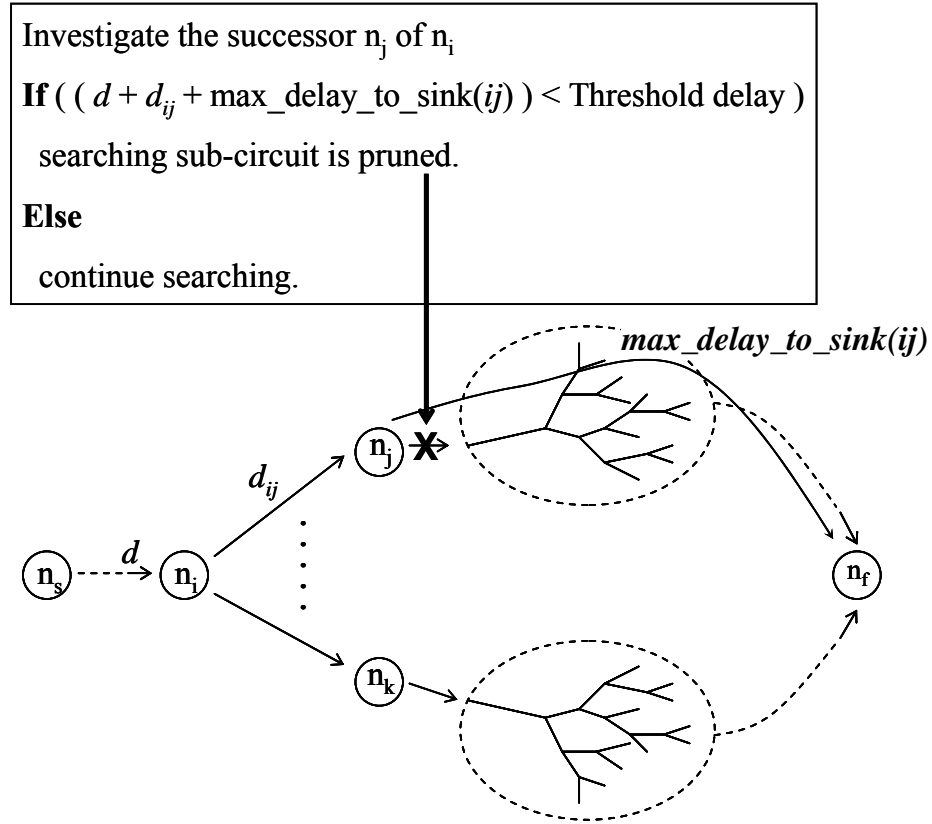 Investigate the successor nj of ni
If ( ( d + dij + max_delay_to_sink(ij) ) < Threshold delay )
searching sub-circuit is pruned.
Else
continue searching.
max_delay_to_sink(ij)
nj
X
dij
d
ns
ni
nf
nk